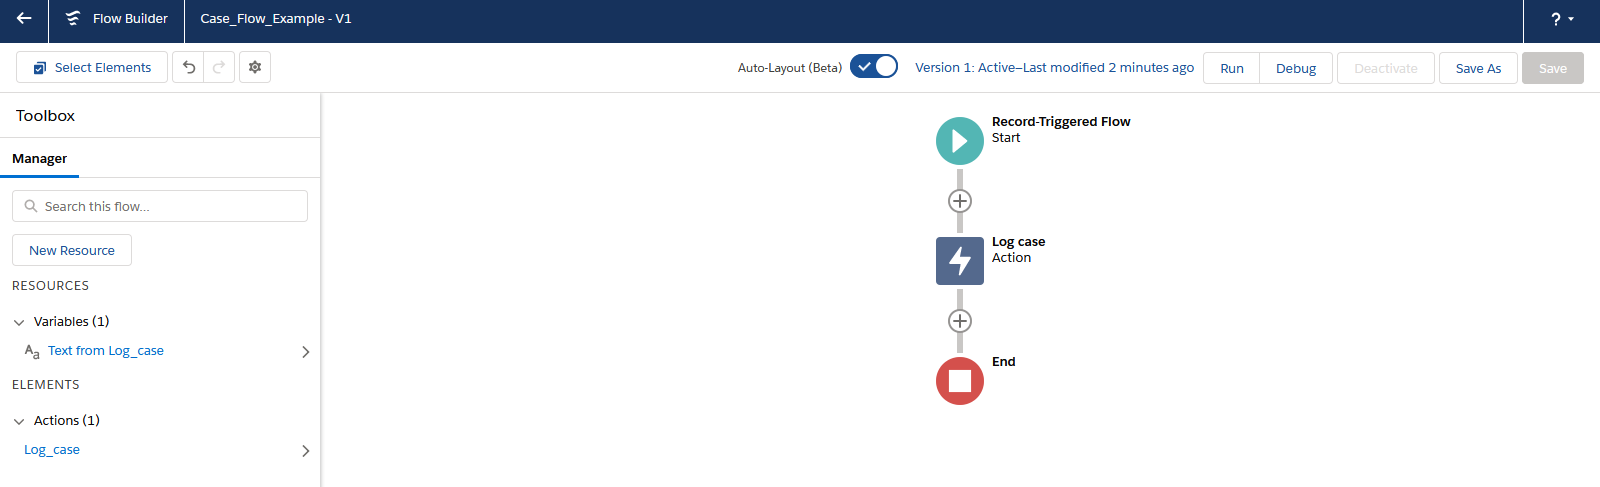 Flow Builder
Case_Flow_Example - V1
?
Select Elements
Auto-Layout (Beta)
Version 1: Active–Last modified 2 minutes ago
Run
Debug
Deactivate
Save As
Save
Toolbox
Manager
Search this flow...
New Resource
RESOURCES
Variables (1)
Aa Text from Log_case
ELEMENTS
Actions (1)
Log_case
Record-Triggered Flow
Start
Log case
Action
End